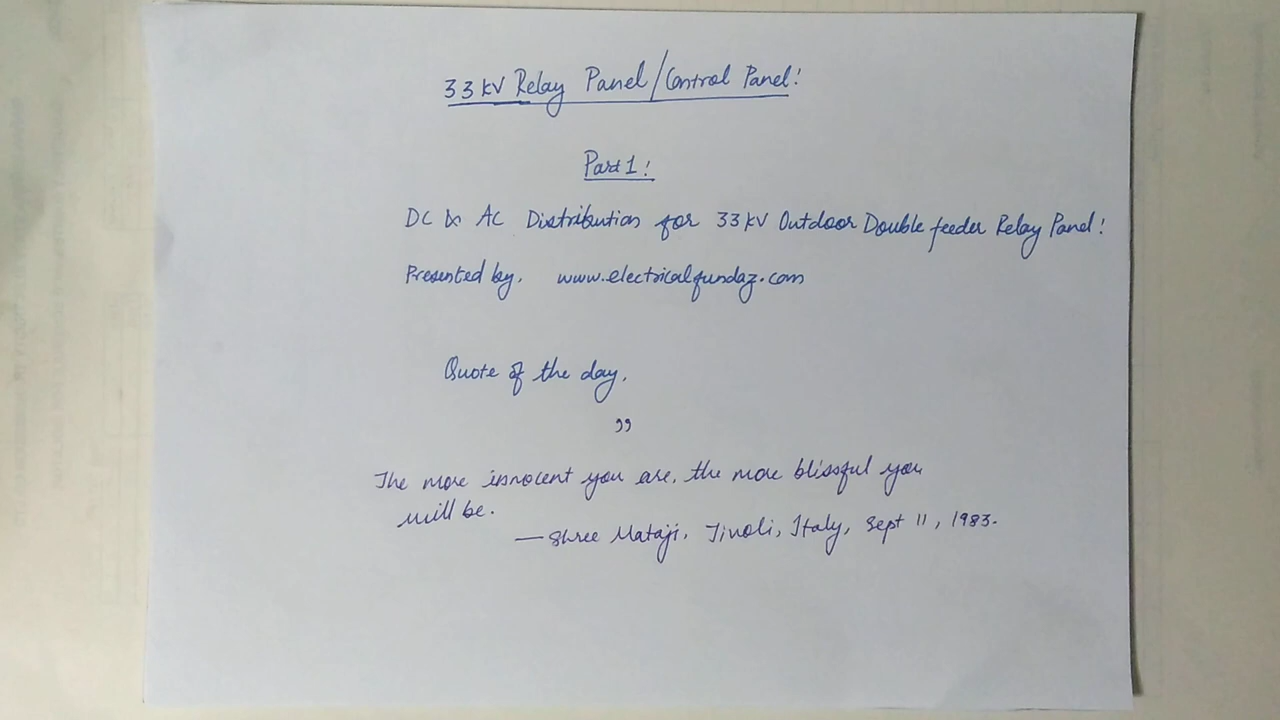 33 kV Relay Panel/Control Panel!
Part 1!
DC & AC Distribution for 33 kV Outdoor Double feeder Relay Panel!
Presented by, www.electricalfundaz.com
Quote of the day,
”
The more innocent you are, the more blissful you
will be.
— Shree Mataji, Tivoli, Italy, Sept 11, 1983.